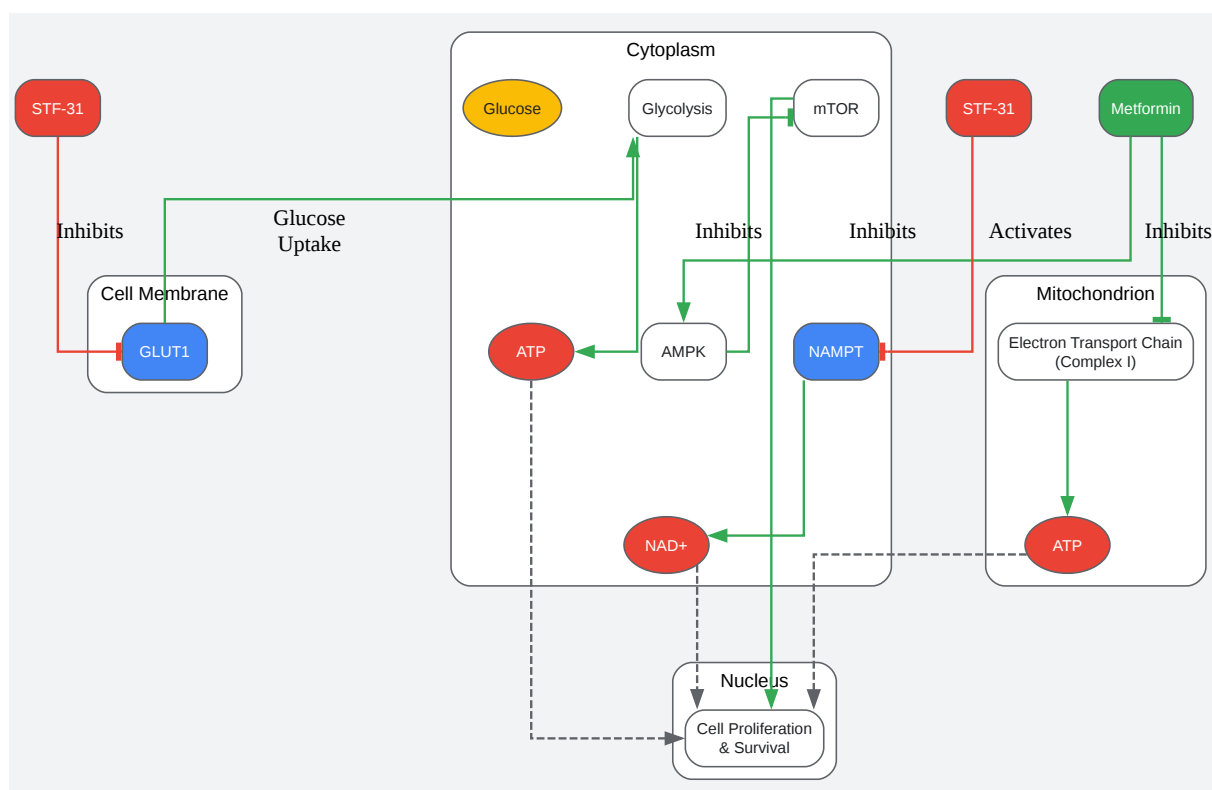 Cytoplasm
STF-31
Glucose
Glycolysis
mTOR
STF-31
Metformin
Inhibits
Glucose
Uptake
Inhibits
Inhibits
Activates
Inhibits
Cell Membrane
Mitochondrion
GLUT1
ATP
AMPK
NAMPT
Electron Transport Chain
(Complex I)
NAD+
ATP
Nucleus
Cell Proliferation
& Survival